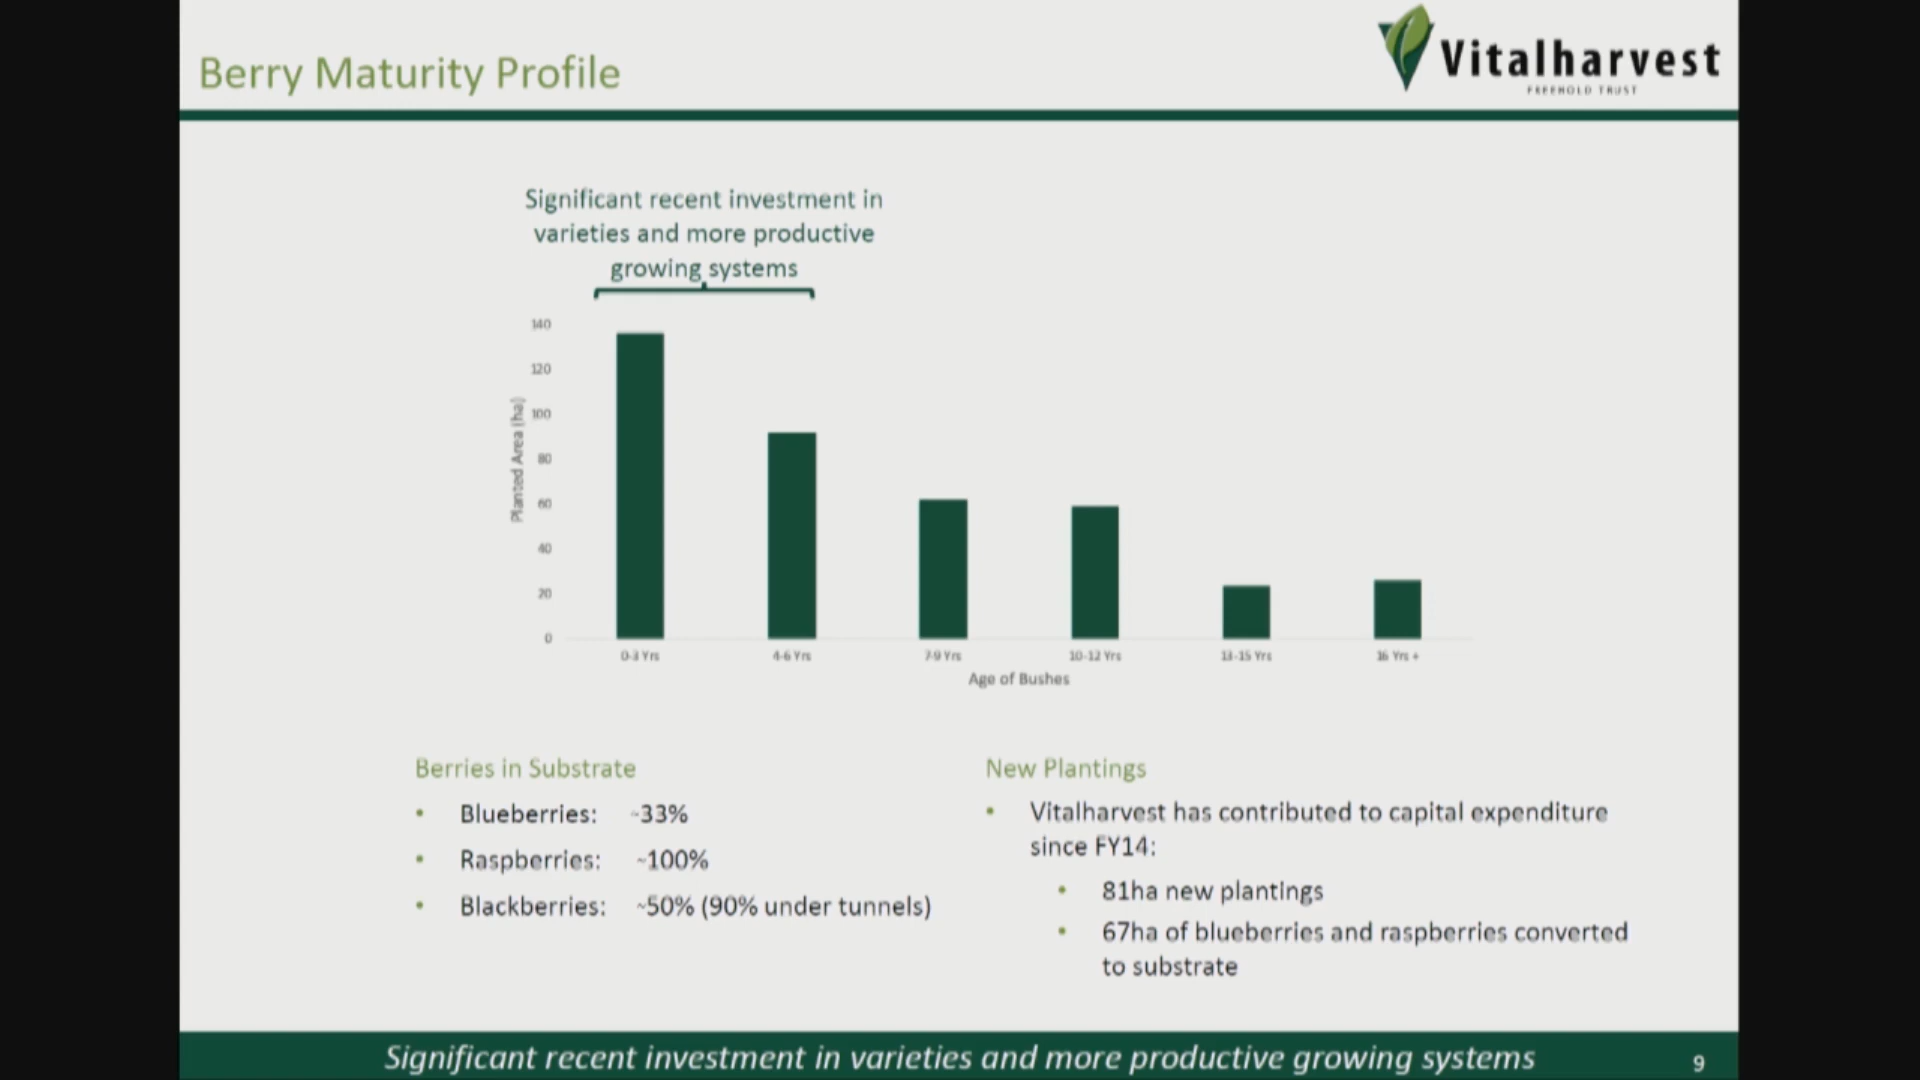 Berry Maturity Profile
Vitalharvest
FREEHOLD TRUST
Significant recent investment in
varieties and more productive
growing systems
140
120
100
80
60
40
20
0
Planted Area (ha)
0-3 Yrs
4-6 Yrs
7-9 Yrs
10-12 Yrs
13-15 Yrs
16 Yrs +
Age of Bushes
Berries in Substrate
• Blueberries: ~33%
• Raspberries: ~100%
• Blackberries: ~50% (90% under tunnels)
New Plantings
• Vitalharvest has contributed to capital expenditure
since FY14:
• 81ha new plantings
• 67ha of blueberries and raspberries converted
to substrate
Significant recent investment in varieties and more productive growing systems
9